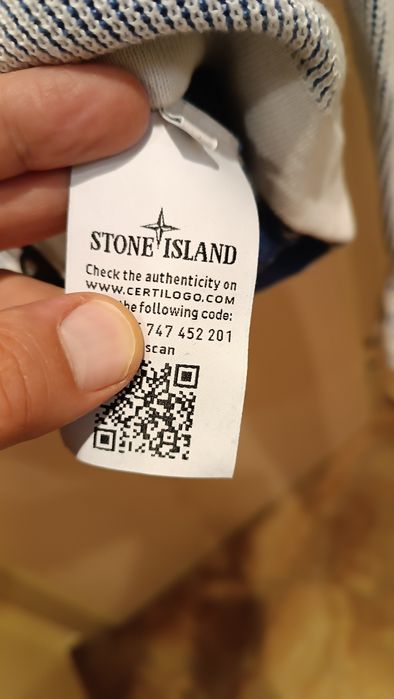 STONE ISLAND
Check the authenticity on
WWW.CERTILOGO.COM
the following code:
747 452 201
scan